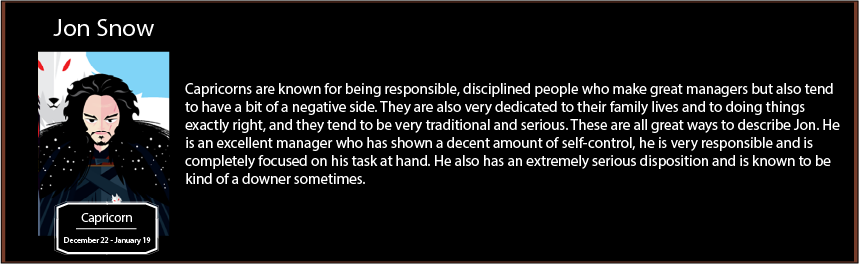 Jon Snow
Capricorns are known for being responsible, disciplined people who make great managers but also tend
to have a bit of a negative side. They are also very dedicated to their family lives and to doing things
exactly right, and they tend to be very traditional and serious. These are all great ways to describe Jon. He
is an excellent manager who has shown a decent amount of self-control, he is very responsible and is
completely focused on his task at hand. He also has an extremely serious disposition and is known to be
kind of a downer sometimes.
Capricorn
December 22 - January 19